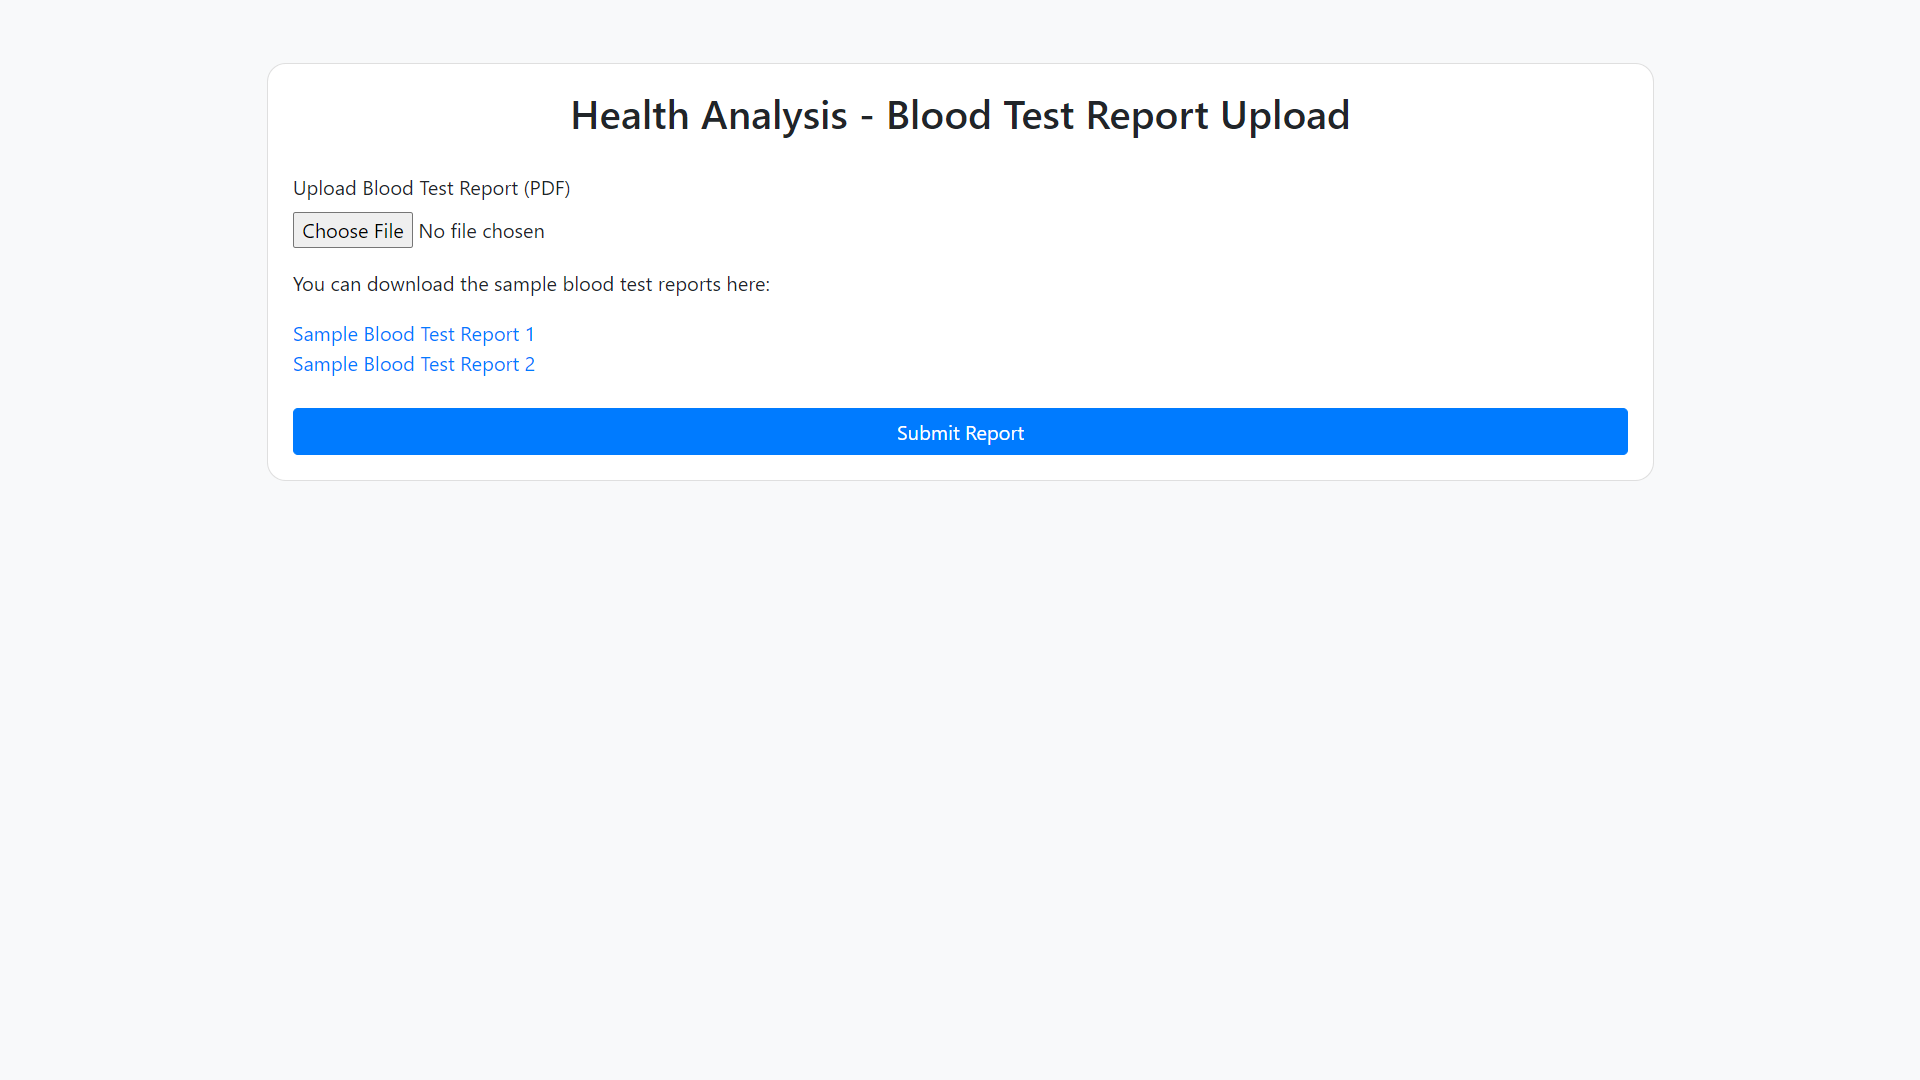 Health Analysis - Blood Test Report Upload
Upload Blood Test Report (PDF)
Choose File No file chosen
You can download the sample blood test reports here:
Sample Blood Test Report 1
Sample Blood Test Report 2
Submit Report